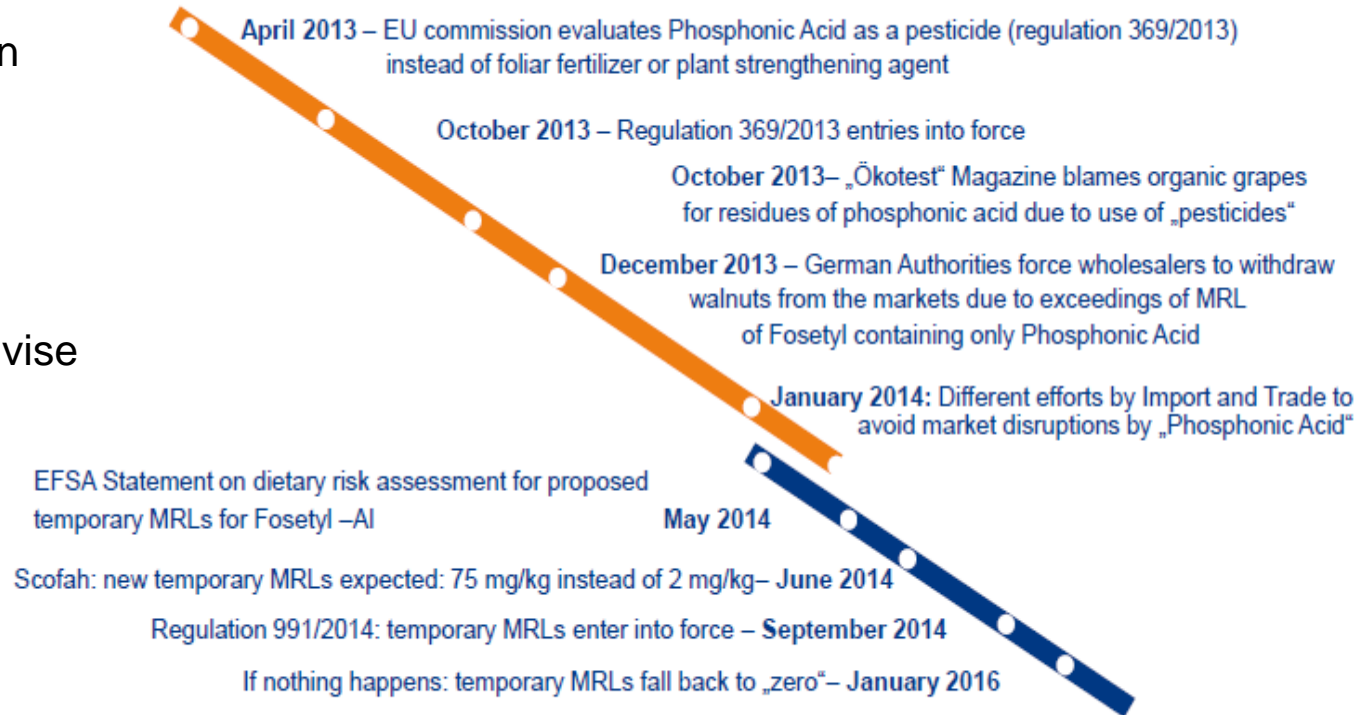 n
April 2013 – EU commission evaluates Phosphonic Acid as a pesticide (regulation 369/2013)
instead of foliar fertilizer or plant strengthening agent
October 2013 – Regulation 369/2013 entries into force
October 2013– „Ökotest“ Magazine blames organic grapes
for residues of phosphonic acid due to use of „pesticides“
December 2013 – German Authorities force wholesalers to withdraw
walnuts from the markets due to exceedings of MRL
of Fosetyl containing only Phosphonic Acid
vise
January 2014: Different efforts by Import and Trade to
avoid market disruptions by „Phosphonic Acid“
EFSA Statement on dietary risk assessment for proposed
temporary MRLs for Fosetyl –Al May 2014
Scofah: new temporary MRLs expected: 75 mg/kg instead of 2 mg/kg– June 2014
Regulation 991/2014: temporary MRLs enter into force – September 2014
If nothing happens: temporary MRLs fall back to „zero“– January 2016